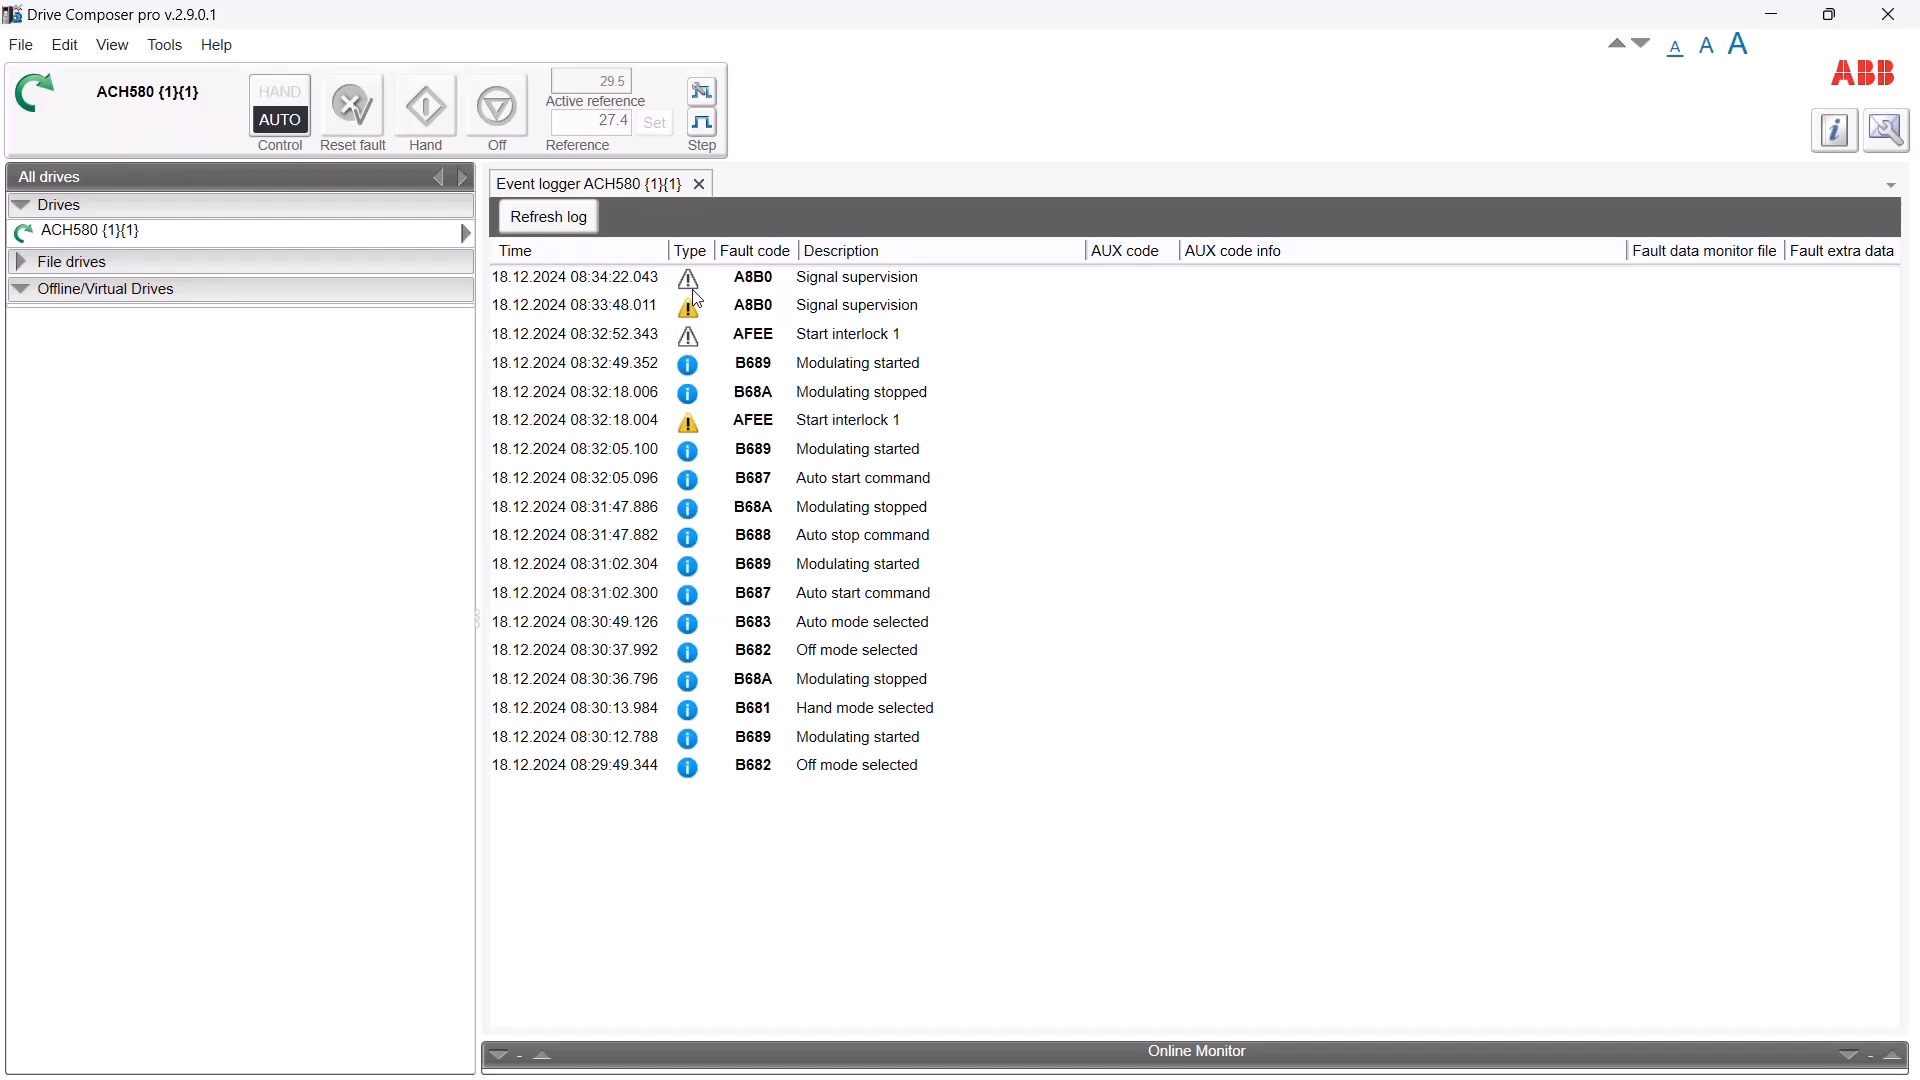 Drive Composer pro v.2.9.0.1
File Edit View Tools Help
A A A
ABB
ACH580 {1}{1}
HAND
AUTO
Control
Reset fault
Hand
Off
29.5
Active reference
27.4 Set
Reference
Step
All drives
Drives
ACH580 {1}{1}
File drives
Offline/Virtual Drives
Event logger ACH580 {1}{1}
Refresh log
Time Type Fault code Description AUX code AUX code info Fault data monitor file Fault extra data
18.12.2024 08:34:22.043 A8B0 Signal supervision
18.12.2024 08:33:48.011 A8B0 Signal supervision
18.12.2024 08:32:52.343 AFEE Start interlock 1
18.12.2024 08:32:49.352 B689 Modulating started
18.12.2024 08:32:18.006 B68A Modulating stopped
18.12.2024 08:32:18.004 AFEE Start interlock 1
18.12.2024 08:32:05.100 B689 Modulating started
18.12.2024 08:32:05.096 B687 Auto start command
18.12.2024 08:31:47.886 B68A Modulating stopped
18.12.2024 08:31:47.882 B688 Auto stop command
18.12.2024 08:31:02.304 B689 Modulating started
18.12.2024 08:31:02.300 B687 Auto start command
18.12.2024 08:30:49.126 B683 Auto mode selected
18.12.2024 08:30:37.992 B682 Off mode selected
18.12.2024 08:30:36.796 B68A Modulating stopped
18.12.2024 08:30:13.984 B681 Hand mode selected
18.12.2024 08:30:12.788 B689 Modulating started
18.12.2024 08:29:49.344 B682 Off mode selected
Online Monitor